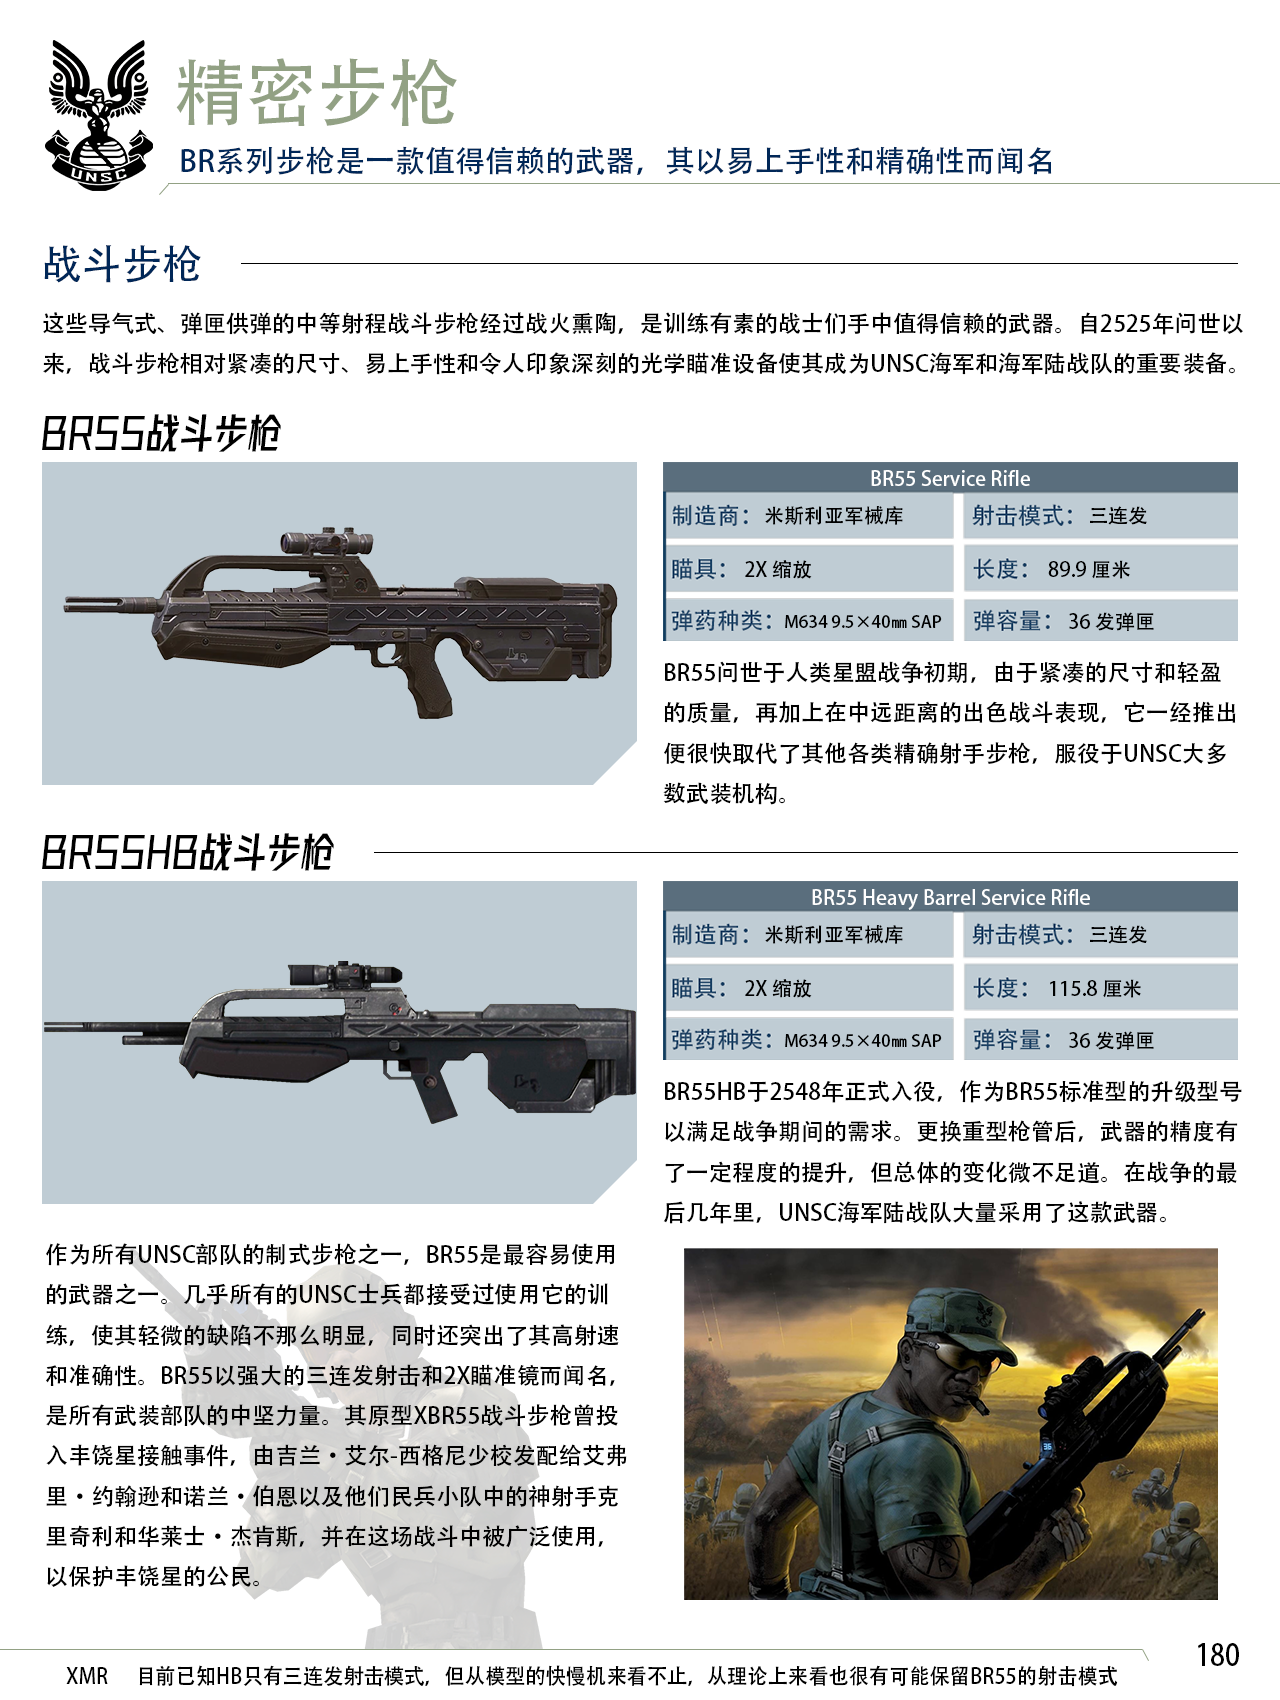 UNSC
精密步枪
BR系列步枪是一款值得信赖的武器，其以易上手性和精确性而闻名
战斗步枪
这些导气式、弹匣供弹的中等射程战斗步枪经过战火熏陶，是训练有素的战士们手中值得信赖的武器。自2525年问世以
来，战斗步枪相对紧凑的尺寸、易上手性和令人印象深刻的光学瞄准设备使其成为UNSC海军和海军陆战队的重要装备。
BR55战斗步枪
BR55 Service Rifle
制造商：米斯利亚军械库 射击模式：三连发
瞄具：2X 缩放 长度：89.9 厘米
弹药种类：M634 9.5×40㎜ SAP 弹容量：36 发弹匣
BR55问世于人类星盟战争初期，由于紧凑的尺寸和轻盈
的质量，再加上在中远距离的出色战斗表现，它一经推出
便很快取代了其他各类精确射手步枪，服役于UNSC大多
数武装机构。
BR55HB战斗步枪
BR55 Heavy Barrel Service Rifle
制造商：米斯利亚军械库 射击模式：三连发
瞄具：2X 缩放 长度：115.8 厘米
弹药种类：M634 9.5×40㎜ SAP 弹容量：36 发弹匣
BR55HB于2548年正式入役，作为BR55标准型的升级型号
以满足战争期间的需求。更换重型枪管后，武器的精度有
了一定程度的提升，但总体的变化微不足道。在战争的最
后几年里，UNSC海军陆战队大量采用了这款武器。
作为所有UNSC部队的制式步枪之一，BR55是最容易使用
的武器之一。几乎所有的UNSC士兵都接受过使用它的训
练，使其轻微的缺陷不那么明显，同时还突出了其高射速
和准确性。BR55以强大的三连发射击和2X瞄准镜而闻名，
是所有武装部队的中坚力量。其原型XBR55战斗步枪曾投
入丰饶星接触事件，由吉兰·艾尔-西格尼少校发配给艾弗
里·约翰逊和诺兰·伯恩以及他们民兵小队中的神射手克
里奇利和华莱士·杰肯斯，并在这场战斗中被广泛使用，
以保护丰饶星的公民。
36
180
XMR 目前已知HB只有三连发射击模式，但从模型的快慢机来看不止，从理论上来看也很有可能保留BR55的射击模式